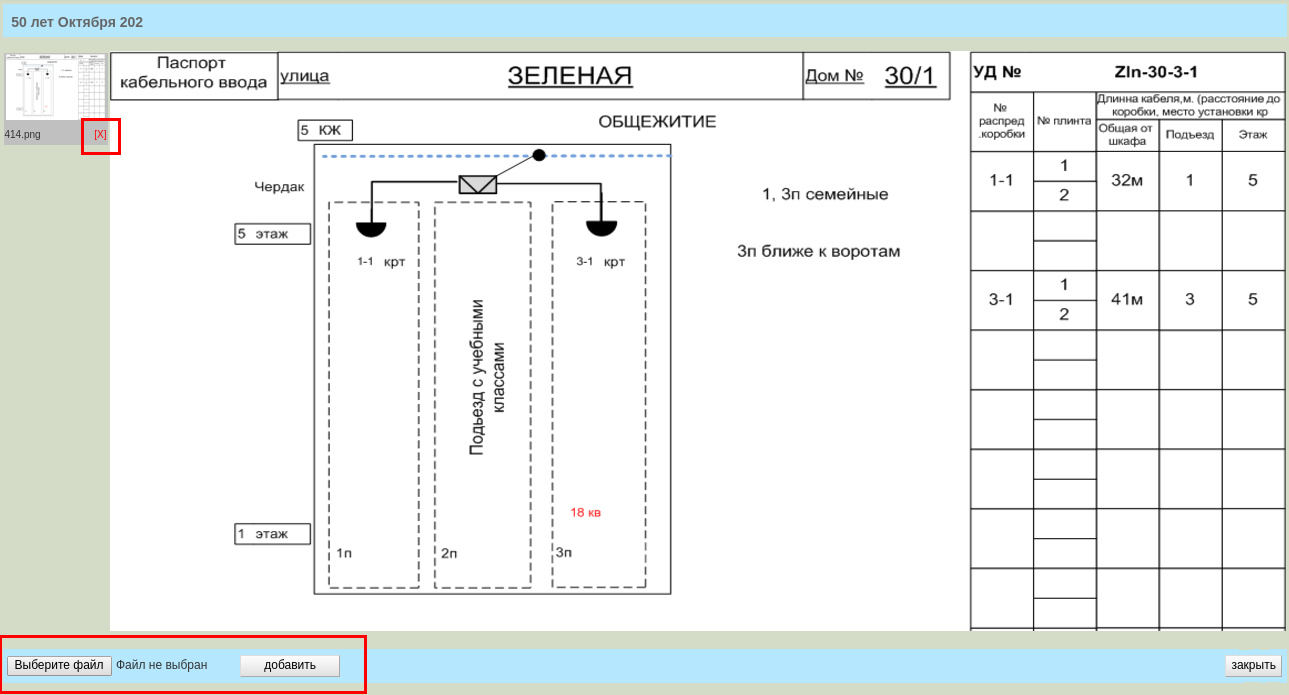 50 лет Октября 202
414.png [X]
Паспорт
кабельного ввода
улица ЗЕЛЕНАЯ Дом № 30/1
ОБЩЕЖИТИЕ
5 КЖ
Чердак
5 этаж
1-1 крт
3-1 крт
Подьезд с учебными
классами
18 кв
1 этаж
1п 2п 3п
1, 3п семейные
3п ближе к воротам
УД № Zln-30-3-1
№
распред
.коробки
№ плинта
Длинна кабеля,м. (расстояние до
коробки, место установки кр
Общая от
шкафа
Подъезд
Этаж
1-1 1 2 32м 1 5
3-1 1 2 41м 3 5
Выберите файл Файл не выбран добавить закрыть